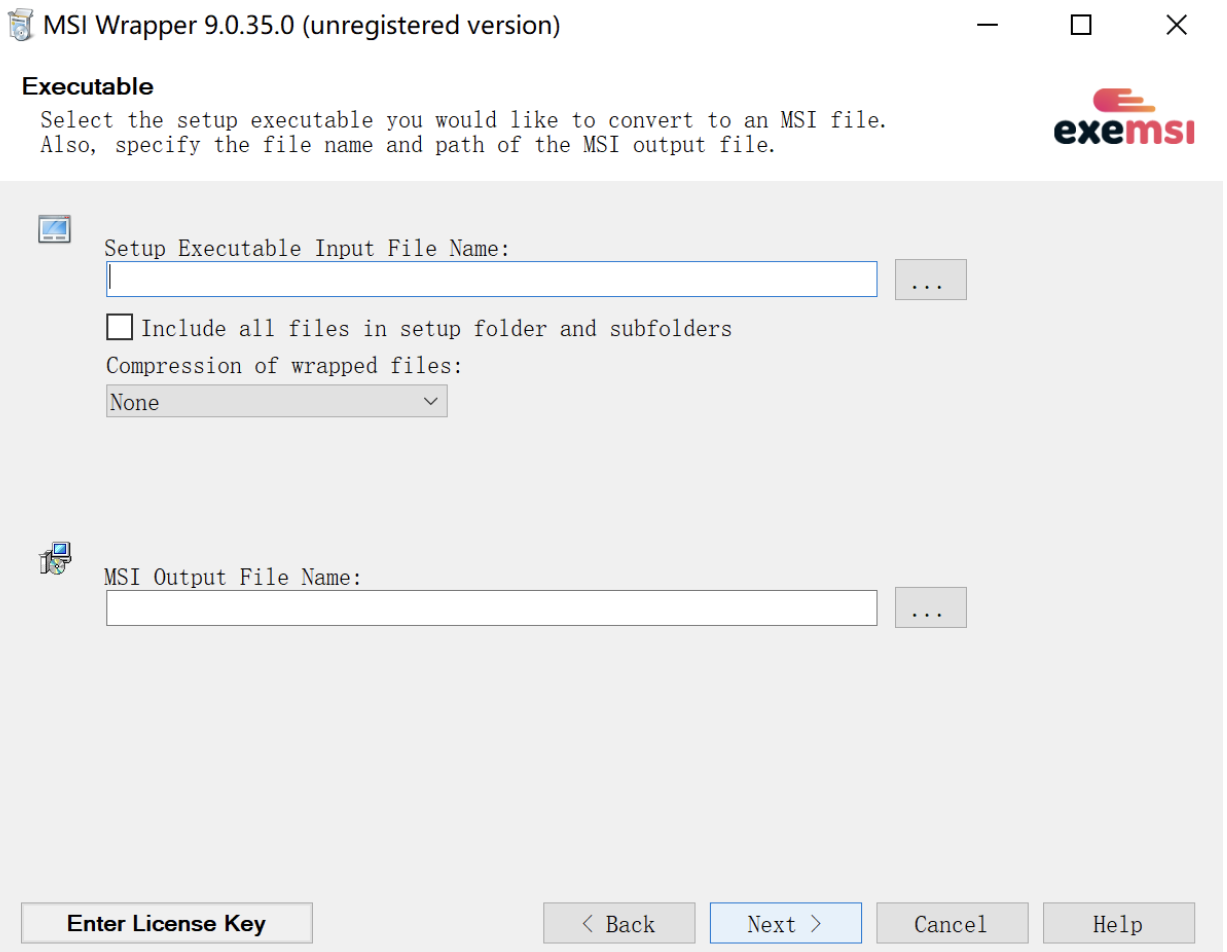 MSI Wrapper 9.0.35.0 (unregistered version)
Executable
Select the setup executable you would like to convert to an MSI file.
Also, specify the file name and path of the MSI output file.
exemsi
Setup Executable Input File Name:
...
Include all files in setup folder and subfolders
Compression of wrapped files:
None
MSI Output File Name:
...
Enter License Key
< Back
Next >
Cancel
Help